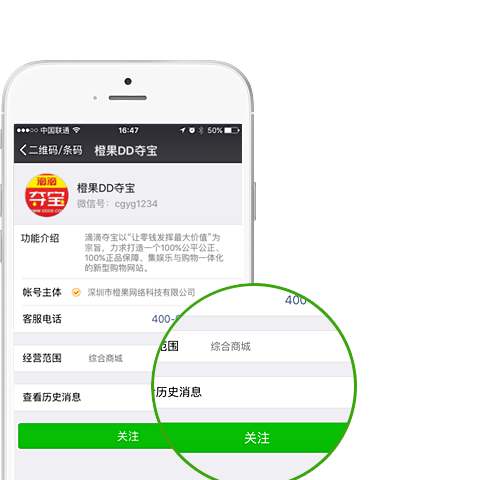 中国联通 16:47 50%
二维码/条码 橙果DD夺宝
滴滴
夺宝
橙果DD夺宝
微信号：cgyg1234
功能介绍
滴滴夺宝以“让零钱发挥最大价值”为
宗旨，力求打造一个100%公平公正、
100%正品保障、集娱乐与购物一体化
的新型购物网站。
帐号主体 深圳市橙果网络科技有限公司
客服电话 400-
400
经营范围 综合商城
范围 综合商城
查看历史消息
历史消息
关注
关注